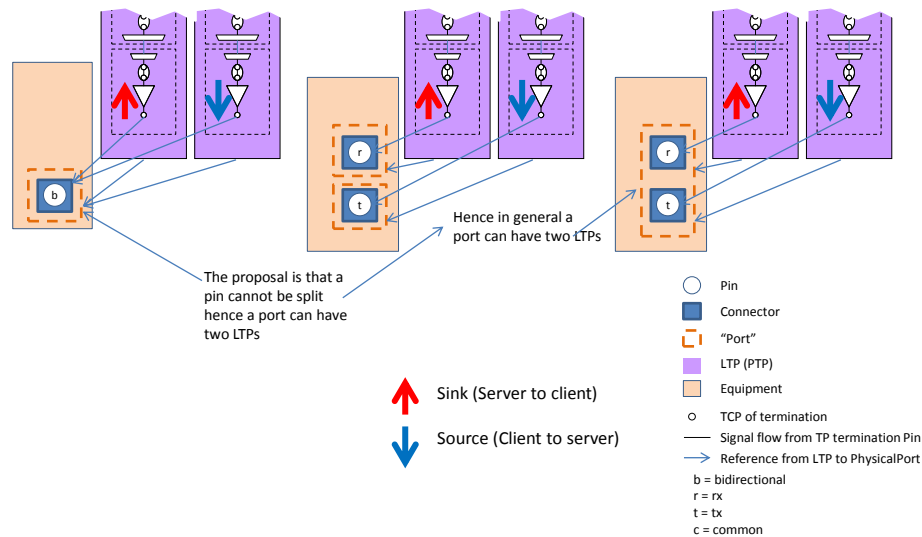 r
r
b
t
t
Hence in general a
port can have two LTPs
The proposal is that a
pin cannot be split
hence a port can have
two LTPs
Pin
Connector
“Port”
LTP (PTP)
Equipment
Sink (Server to client)
Source (Client to server)
TCP of termination
Signal flow from TP termination Pin
Reference from LTP to PhysicalPort
b = bidirectional
r = rx
t = tx
c = common